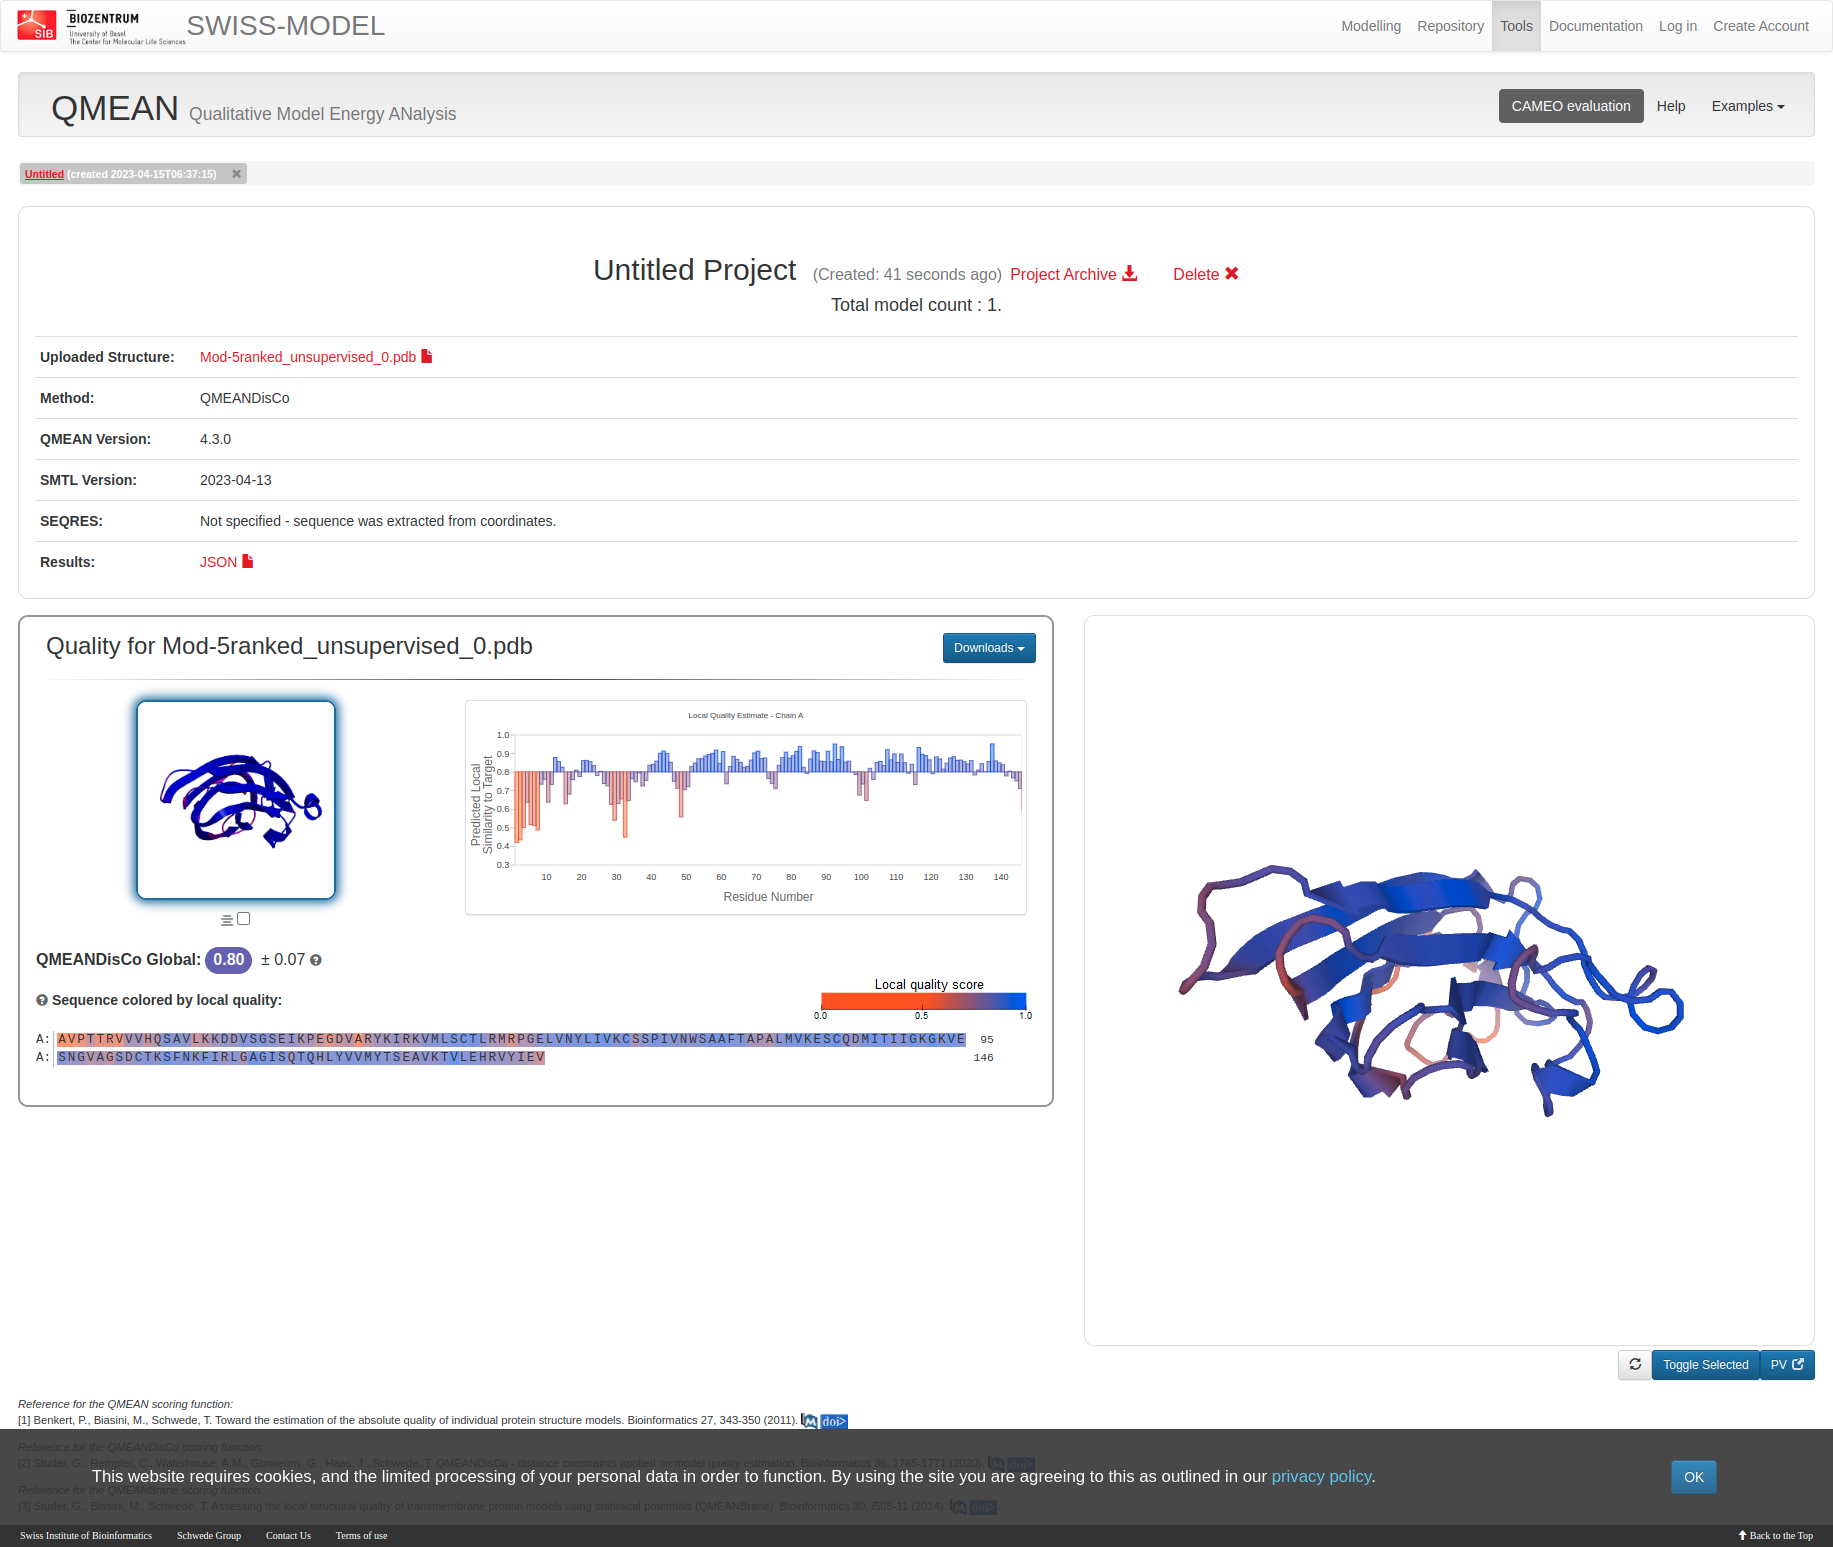 SIB
BIOZENTRUM
University of Basel
The Center for Molecular Life Sciences
SWISS-MODEL
Modelling Repository Tools Documentation Log in Create Account
QMEAN Qualitative Model Energy ANalysis
CAMEO evaluation Help Examples
Untitled (created 2023-04-15T06:37:15) ✖
Untitled Project (Created: 41 seconds ago) Project Archive Delete ✖
Total model count : 1.
Uploaded Structure: Mod-5ranked_unsupervised_0.pdb
Method: QMEANDisCo
QMEAN Version: 4.3.0
SMTL Version: 2023-04-13
SEQRES: Not specified - sequence was extracted from coordinates.
Results: JSON
Quality for Mod-5ranked_unsupervised_0.pdb
Downloads
Local Quality Estimate - Chain A
Predicted Local
Similarity to Target
1.0
0.9
0.8
0.7
0.6
0.5
0.4
0.3
10 20 30 40 50 60 70 80 90 100 110 120 130 140
Residue Number
QMEANDisCo Global: 0.80 ± 0.07
Sequence colored by local quality:
Local quality score
0.0 0.5 1.0
A: AVPTTRVVVHQSAVLKKDDVSGSEIKPEGDVARYKIRKVMLSCTLRMRPGELVNYLIVKCSSPIVNWSAAFTAPALMVKESCQDMITIIGKGKVE 95
A: SNGVAGSDCTKSFNKFIRLGAGISQTQHLYVVMYTSEAVKTVLEHRVYIEV 146
Toggle Selected PV
Reference for the QMEAN scoring function:
[1] Benkert, P., Biasini, M., Schwede, T. Toward the estimation of the absolute quality of individual protein structure models. Bioinformatics 27, 343-350 (2011). doi>
Reference for the QMEANDisCo scoring function:
[2] Studer, G., Rempfer, C., Waterhouse, A.M., Gumienny, G., Haas, J., Schwede, T. QMEANDisCo - distance constraints applied on model quality estimation. Bioinformatics 36, 1765-1771 (2020). doi>
This website requires cookies, and the limited processing of your personal data in order to function. By using the site you are agreeing to this as outlined in our privacy policy.
OK
Reference for the QMEANBrane scoring function:
[3] Studer, G., Biasini, M., Schwede, T. Assessing the local structural quality of transmembrane protein models using statistical potentials (QMEANBrane). Bioinformatics 30, i505-11 (2014). doi>
Swiss Institute of Bioinformatics Schwede Group Contact Us Terms of use Back to the Top